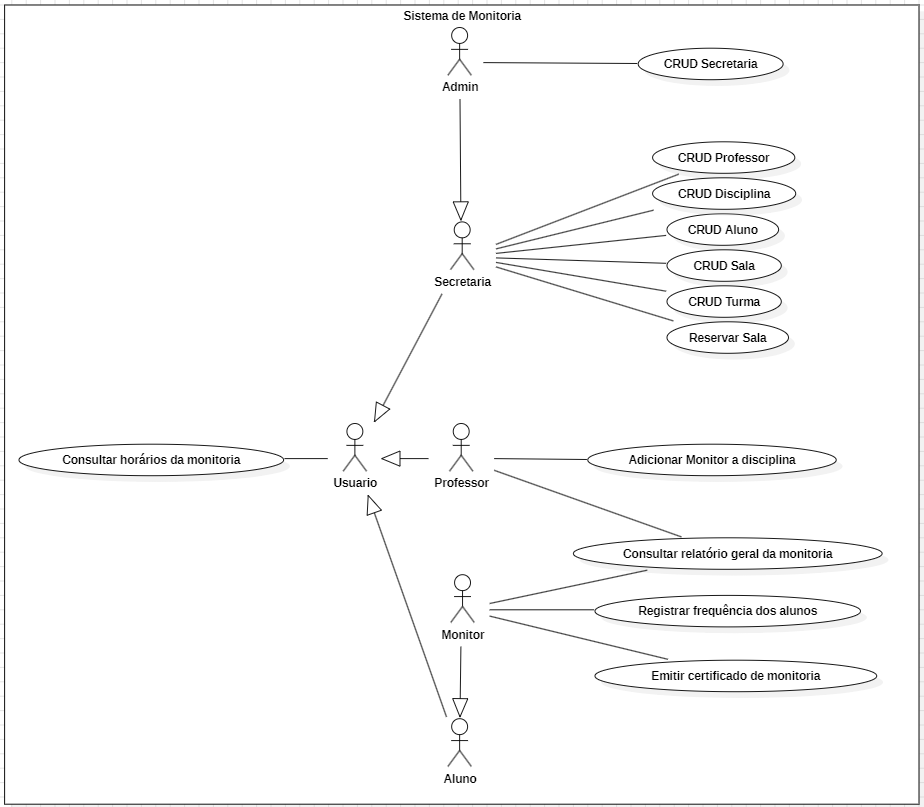 Sistema de Monitoria
Admin
CRUD Secretaria
CRUD Professor
CRUD Disciplina
CRUD Aluno
CRUD Sala
CRUD Turma
Reservar Sala
Secretaria
Consultar horários da monitoria
Usuario
Professor
Adicionar Monitor a disciplina
Consultar relatório geral da monitoria
Monitor
Registrar frequência dos alunos
Emitir certificado de monitoria
Aluno